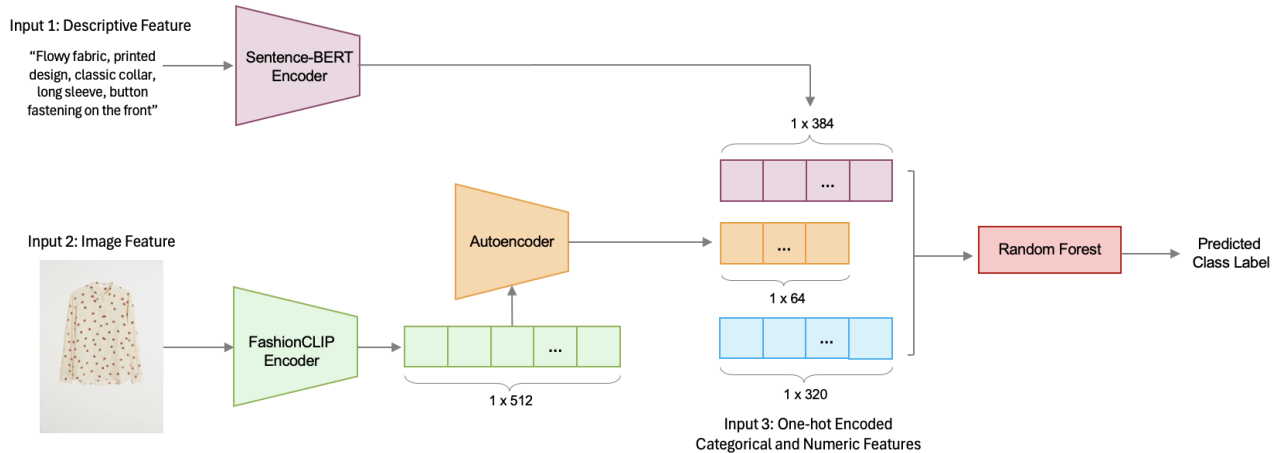 Input 1: Descriptive Feature
“Flowy fabric, printed
design, classic collar,
long sleeve, button
fastening on the front”
Sentence-BERT
Encoder
1 x 384
...
Input 2: Image Feature
Autoencoder
...
1 x 64
Random Forest
Predicted
Class Label
FashionCLIP
Encoder
...
1 x 512
...
1 x 320
Input 3: One-hot Encoded
Categorical and Numeric Features